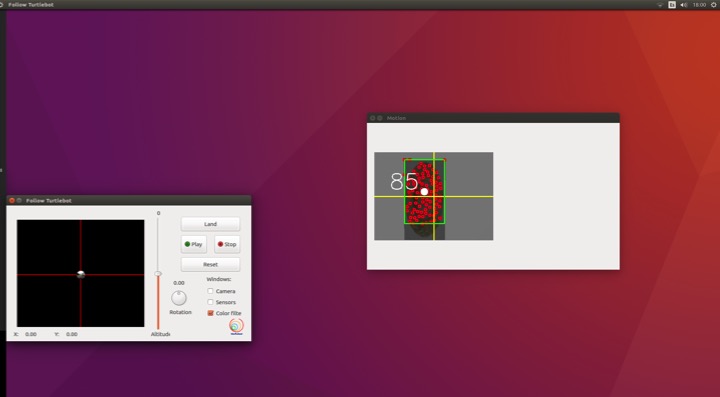 Follow Turtlebot
18:00
Motion
85
Follow Turtlebot
0
Land
Play
Stop
Reset
Windows:
0.00
Camera
Sensors
Rotation
Color filte
X: 0.00 Y: 0.00
Altitude